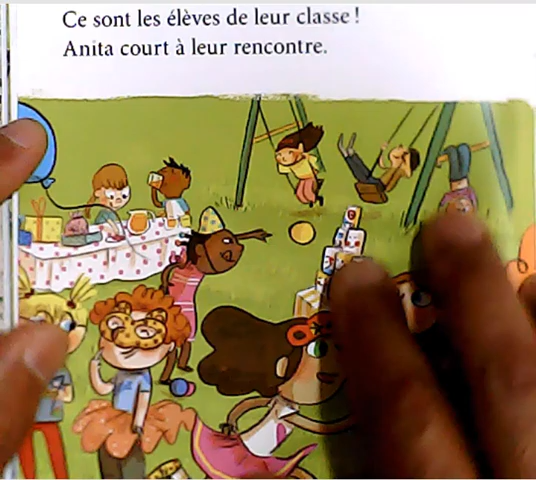 Ce sont les élèves de leur classe !
Anita court à leur rencontre.